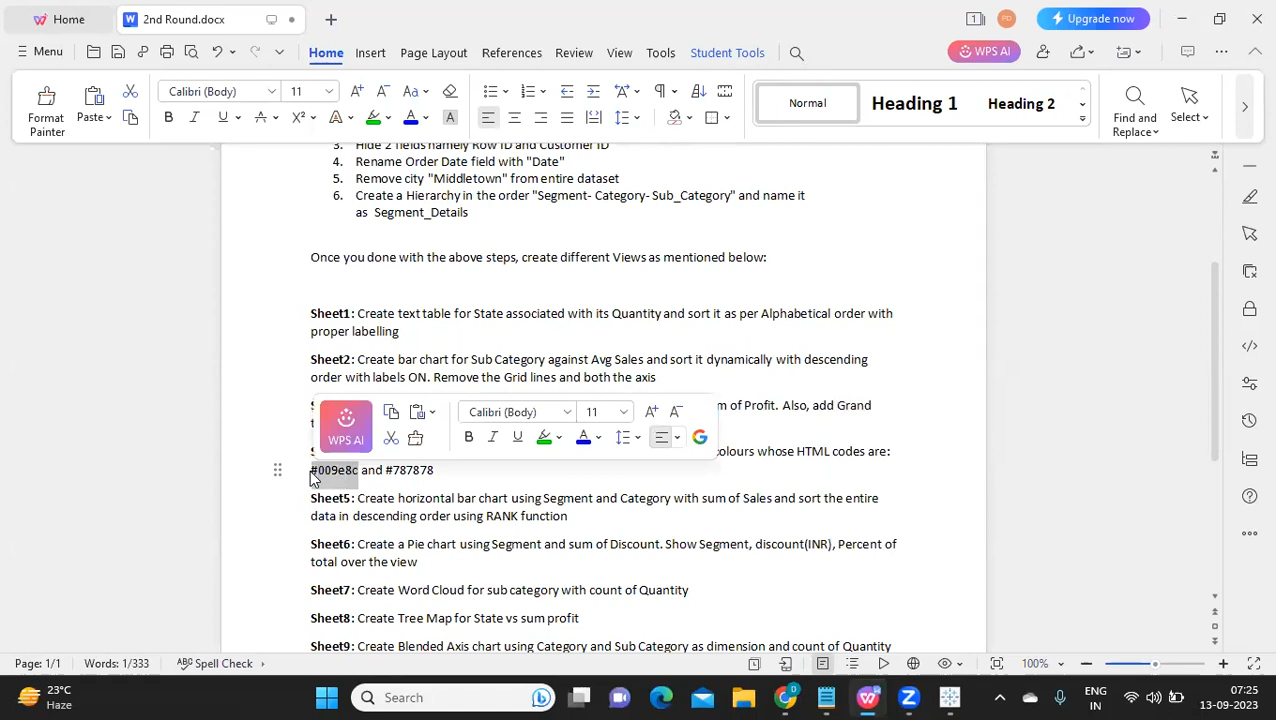 Home
2nd Round.docx
1
PD
Upgrade now
Menu
Home
Insert
Page Layout
References
Review
View
Tools
Student Tools
WPS AI
Format Painter
Paste
Calibri (Body)
11
Normal
Heading 1
Heading 2
Find and Replace
Select
3. Hide 2 fields namely Row ID and Customer ID
4. Rename Order Date field with "Date"
5. Remove city "Middletown" from entire dataset
6. Create a Hierarchy in the order "Segment- Category- Sub_Category" and name it
as Segment_Details
Once you done with the above steps, create different Views as mentioned below:
Sheet1: Create text table for State associated with its Quantity and sort it as per Alphabetical order with
proper labelling
Sheet2: Create bar chart for Sub Category against Avg Sales and sort it dynamically with descending
order with labels ON. Remove the Grid lines and both the axis
m of Profit. Also, add Grand
WPS AI
Calibri (Body)
11
colours whose HTML codes are:
#009e8c and #787878
Sheet5: Create horizontal bar chart using Segment and Category with sum of Sales and sort the entire
data in descending order using RANK function
Sheet6: Create a Pie chart using Segment and sum of Discount. Show Segment, discount(INR), Percent of
total over the view
Sheet7: Create Word Cloud for sub category with count of Quantity
Sheet8: Create Tree Map for State vs sum profit
Sheet9: Create Blended Axis chart using Category and Sub Category as dimension and count of Quantity
Page: 1/1
Words: 1/333
Spell Check
100%
23°C
Haze
Search
ENG
IN
07:25
13-09-2023